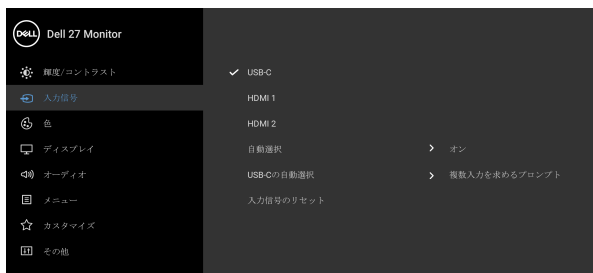 DELL
Dell 27 Monitor
輝度/コントラスト
USB-C
入力信号
HDMI 1
色
HDMI 2
ディスプレイ
自動選択
オン
オーディオ
USB-Cの自動選択
複数入力を求めるプロンプト
メニュー
入力信号のリセット
カスタマイズ
その他